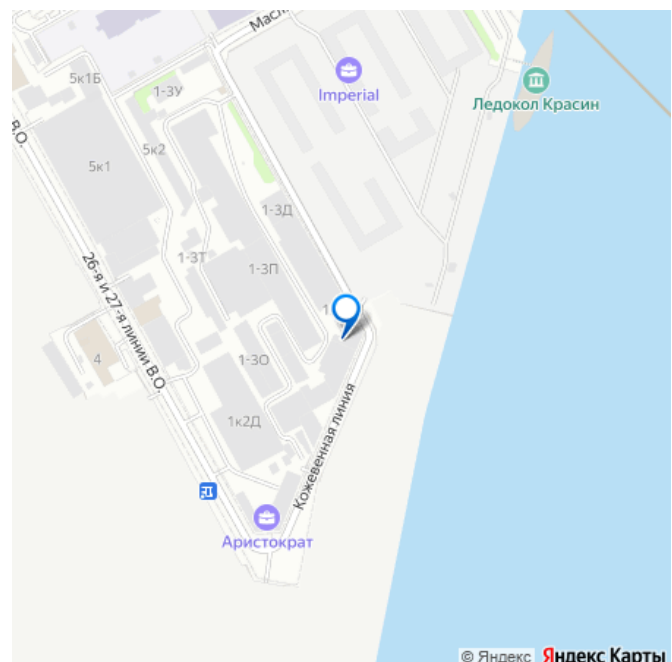 Масл
5к1Б
1-3У
Imperial
Ледокол Красин
В.О.
5к2
5к1
1-3Д
1-3Т
1-3П
26-я и 27-я линии В.О.
4
1-3О
1к2Д
Кожевенная линия
Аристократ
© Яндекс Яндекс Карты